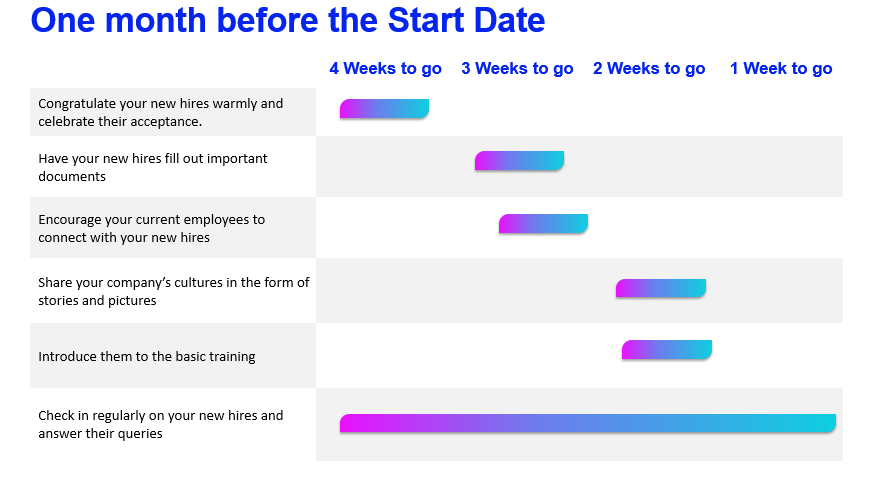 One month before the Start Date
4 Weeks to go 3 Weeks to go 2 Weeks to go 1 Week to go
Congratulate your new hires warmly and
celebrate their acceptance.
Have your new hires fill out important
documents
Encourage your current employees to
connect with your new hires
Share your company’s cultures in the form of
stories and pictures
Introduce them to the basic training
Check in regularly on your new hires and
answer their queries